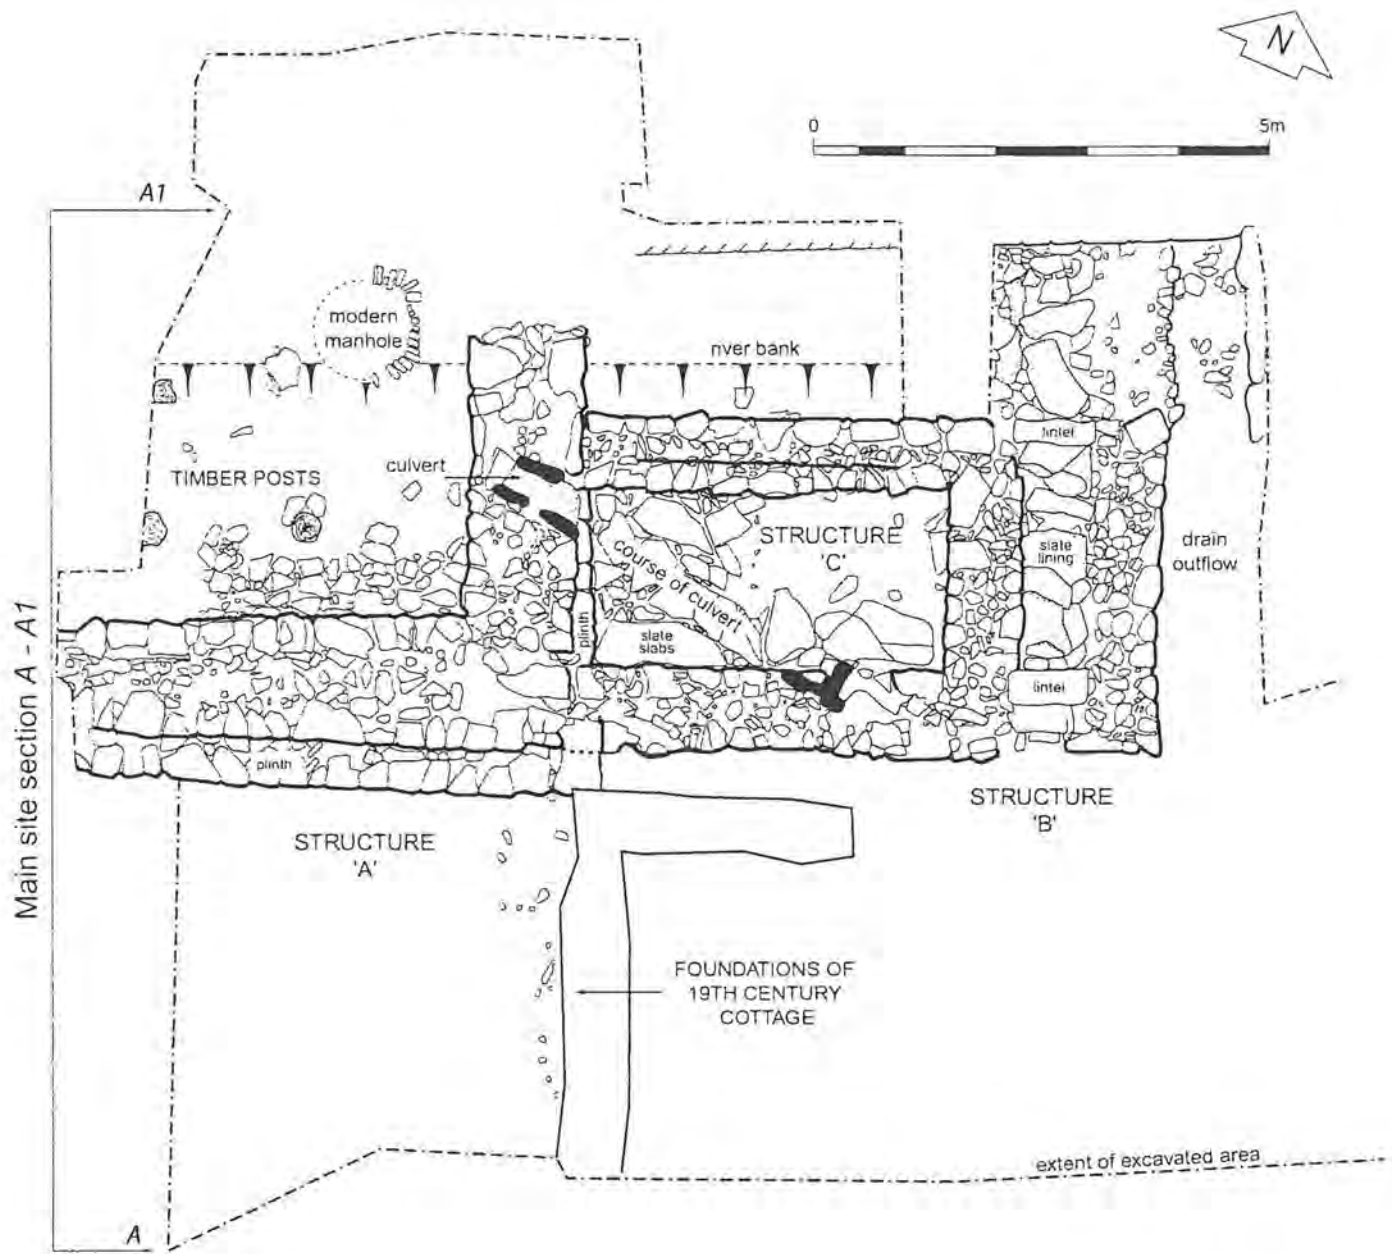 N
0
5m
A1
modern
manhole
river bank
TIMBER POSTS
culvert
lintel
STRUCTURE
'C'
slate
lining
drain
outflow
course of culvert
plinth
slate
slabs
lintel
plinth
STRUCTURE
'B'
STRUCTURE
'A'
Main site section A - A1
FOUNDATIONS OF
19TH CENTURY
COTTAGE
extent of excavated area
A